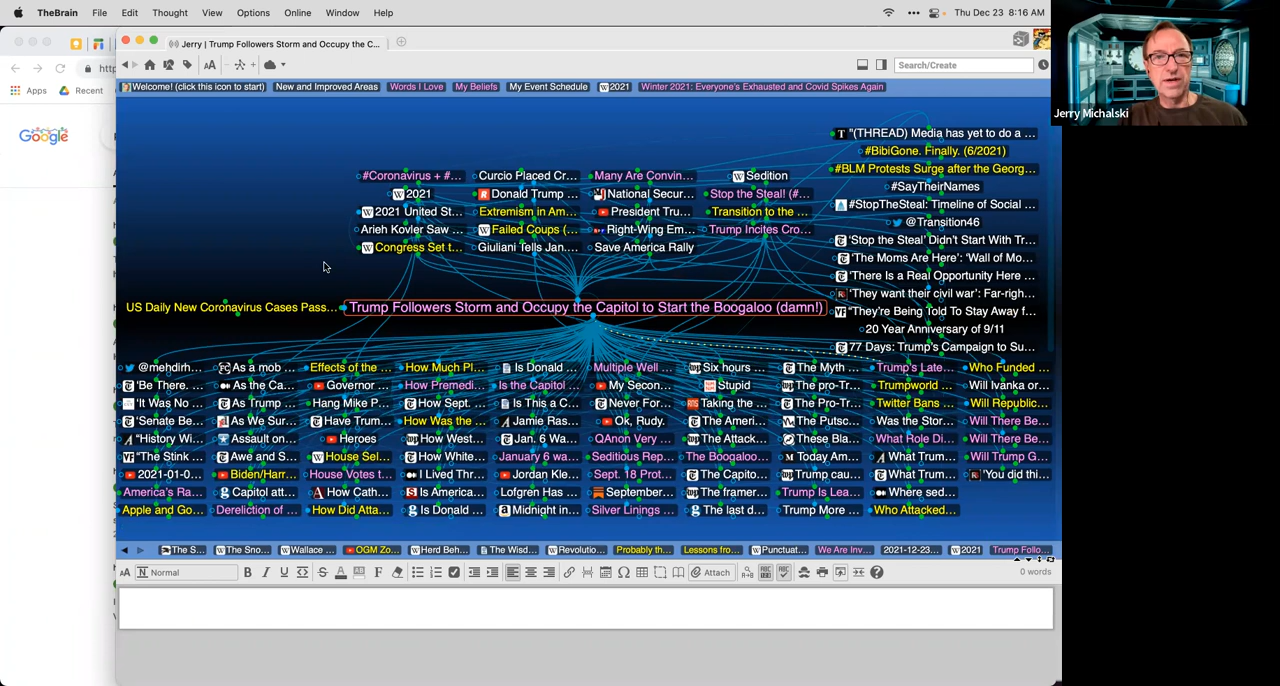 TheBrain File Edit Thought View Options Online Window Help Thu Dec 23 8:16 AM
Jerry | Trump Followers Storm and Occupy the C...
Search/Create
Apps Recent
Welcome! (click this icon to start) New and Improved Areas Words I Love My Beliefs My Event Schedule 2021 Winter 2021: Everyone's Exhausted and Covid Spikes Again
Jerry Michalski
Google
"(THREAD) Media has yet to do a ...
#BibiGone. Finally. (6/2021)
#BLM Protests Surge after the Georg...
#SayTheirNames
#StopTheSteal: Timeline of Social ...
@Transition46
'Stop the Steal' Didn't Start With Tr...
'The Moms Are Here': 'Wall of Mo...
'There Is a Real Opportunity Here ...
'They want their civil war': Far-righ...
"They're Being Told To Stay Away f...
20 Year Anniversary of 9/11
77 Days: Trump's Campaign to Su...
#Coronavirus + #... Curcio Placed Cr... Many Are Convin... Sedition
2021 Donald Trump ... National Secur... Stop the Steal! (#...
2021 United St... Extremism in Am... President Tru... Transition to the ...
Arieh Kovler Saw ... Failed Coups (... Right-Wing Em... Trump Incites Cro...
Congress Set t... Giuliani Tells Jan.... Save America Rally
US Daily New Coronavirus Cases Pass... Trump Followers Storm and Occupy the Capitol to Start the Boogaloo (damn!)
@mehdirh... As a mob ... Effects of the ... How Much Pl... Is Donald ... Multiple Well ... Six hours ... The Myth ... Trump's Late... Who Funded ...
'Be There. ... As the Ca... Governor ... How Premedi... Is the Capitol ... My Secon... Stupid The pro-Tr... Trumpworld ... Will Ivanka or...
'It Was No ... As Trump ... Hang Mike P... How Sept. ... Is This a C... Never For... Taking the ... The Pro-Tr... Twitter Bans ... Will Republic...
'Senate Be... As We Sur... Have Trum... How Was the ... Jamie Ras... Ok, Rudy. The Ameri... The Putsc... Was the Stor... Will There Be...
"History Wi... Assault on... Heroes How West... Jan. 6 Wa... QAnon Very ... The Attack... These Bla... What Role Di... Will There Be...
"The Stink ... Awe and S... House Sel... How White... January 6 wa... Seditious Rep... The Boogaloo... Today Am... What Trum... Will Trump G...
2021-01-0... Biden/Harr... House Votes t... I Lived Thr... Jordan Kle... Sept. 18 Prot... The Capito... Trump cau... What Trum... 'You did thi...
America's Ra... Capitol att... How Cath... Is America... Lofgren Has ... September... The framer... Trump Is Lea... Where sed...
Apple and Go... Dereliction of ... How Did Atta... Is Donald ... Midnight in... Silver Linings ... The last d... Trump More ... Who Attacked...
The S... The Sno... Wallace ... OGM Zo... Herd Beh... The Wisd... Revolutio... Probably th... Lessons fro... Punctuat... We Are Inv... 2021-12-23... 2021 Trump Follo...
Normal Attach 0 words